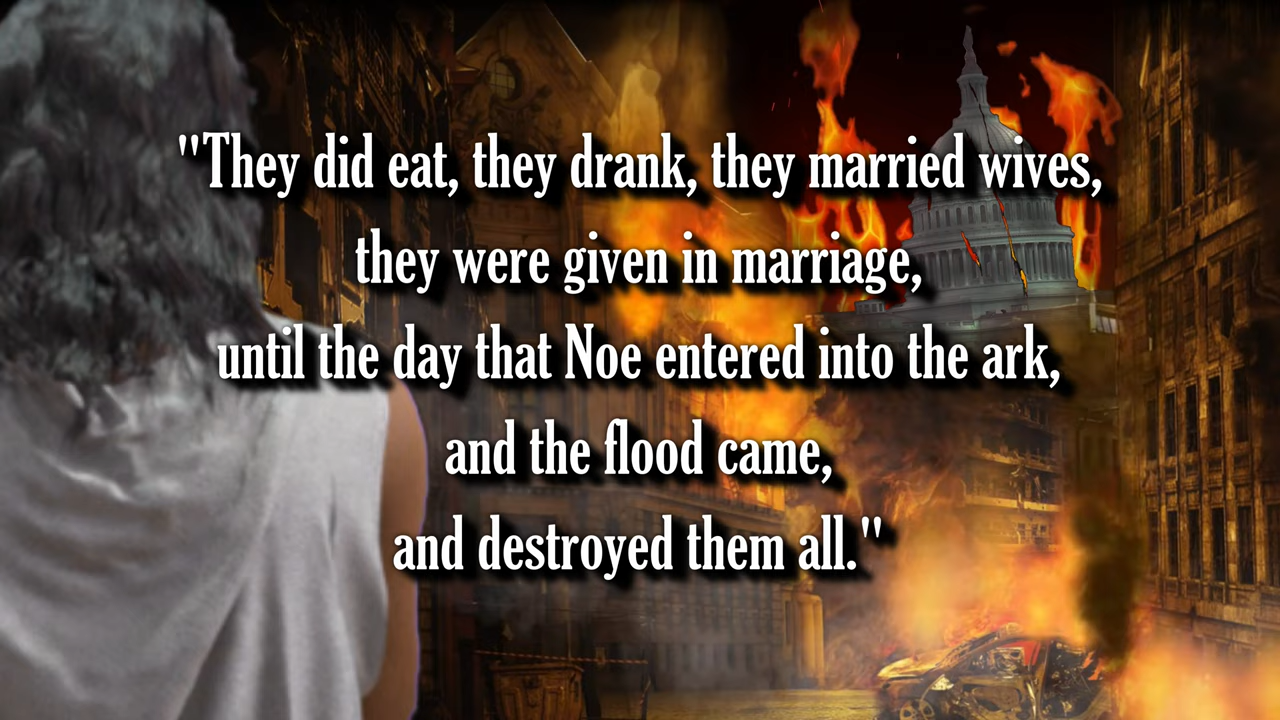 "They did eat, they drank, they married wives,
they were given in marriage,
until the day that Noe entered into the ark,
and the flood came,
and destroyed them all."